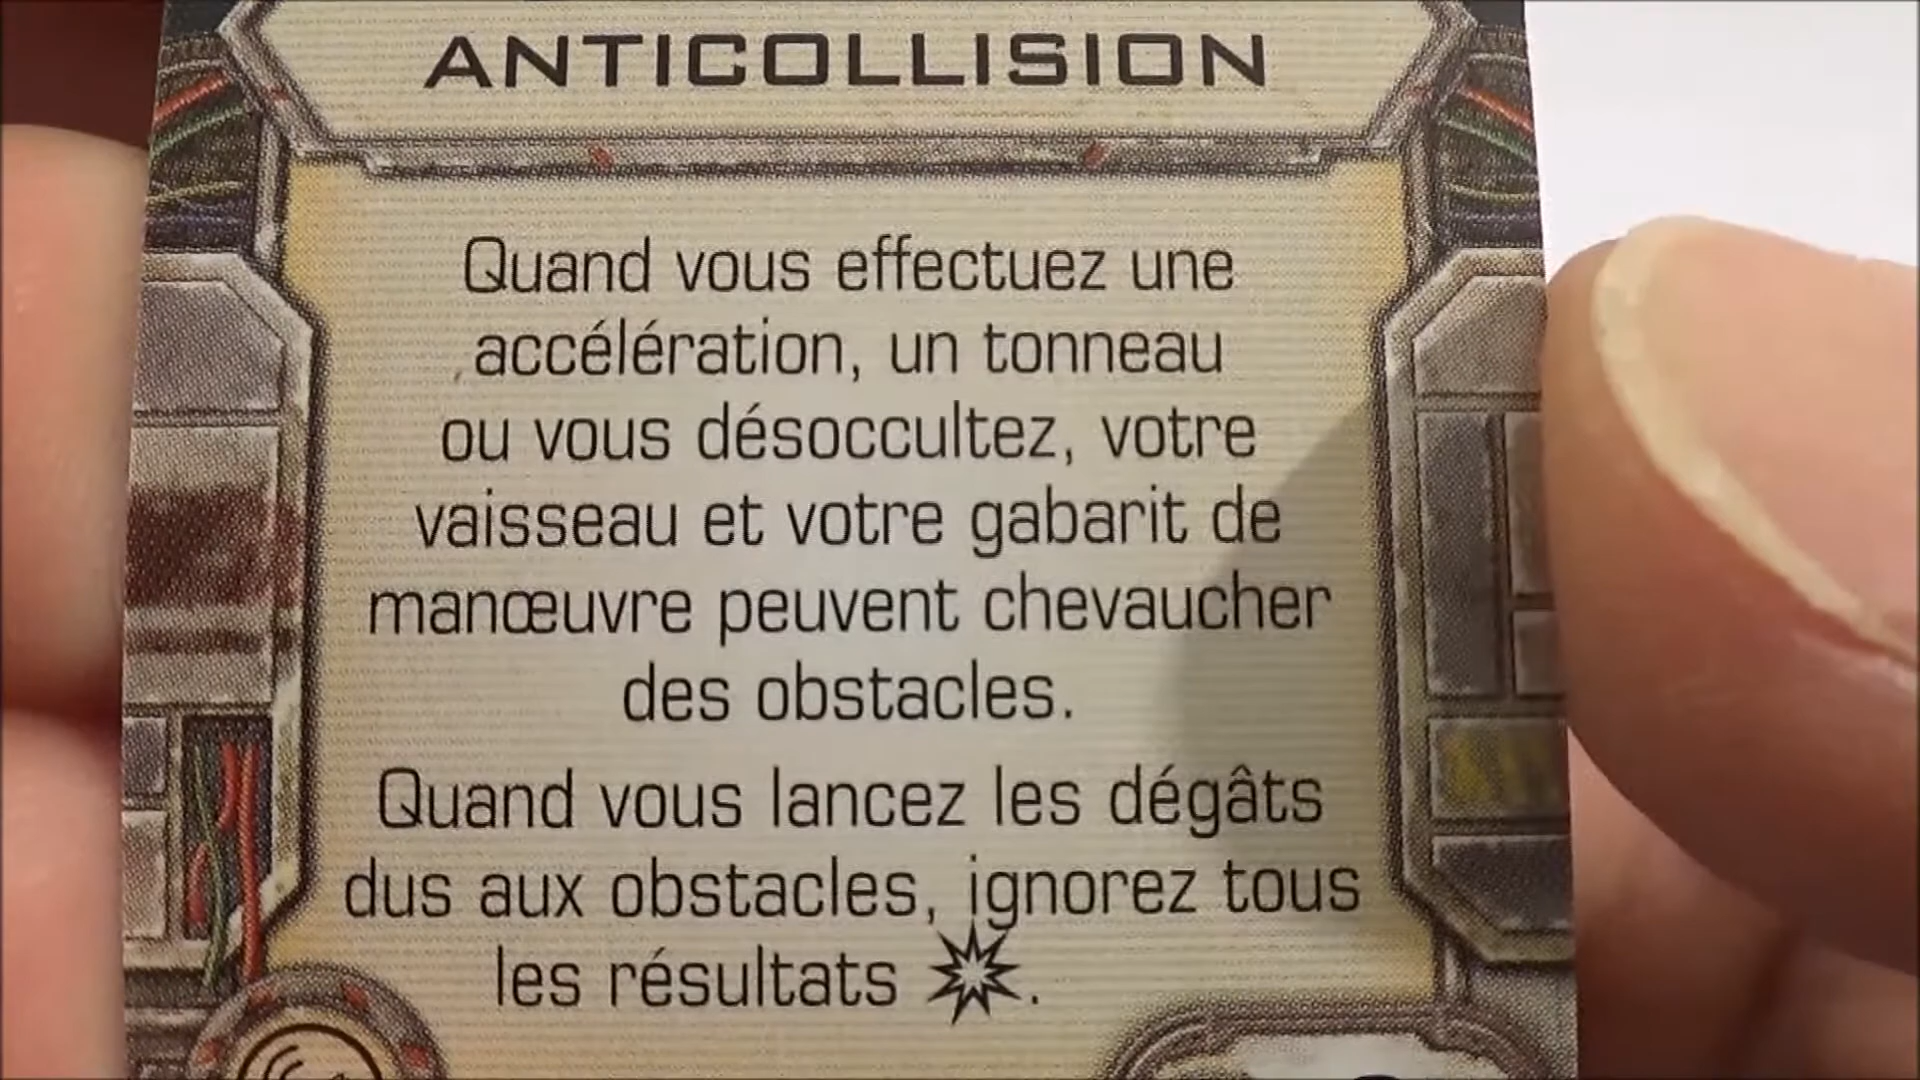 ANTICOLLISION
Quand vous effectuez une
accélération, un tonneau
ou vous désoccultez, votre
vaisseau et votre gabarit de
manœuvre peuvent chevaucher
des obstacles.
Quand vous lancez les dégâts
dus aux obstacles, ignorez tous
les résultats .